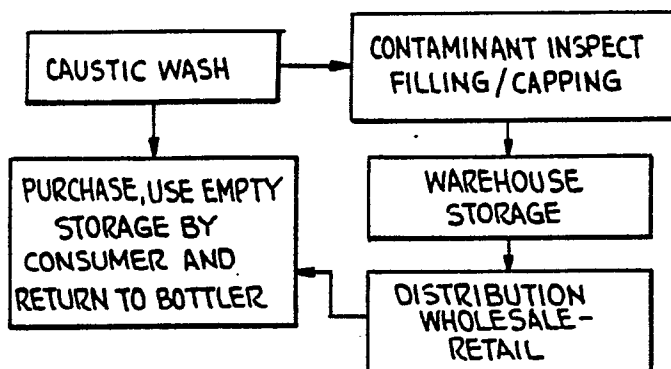 CAUSTIC WASH
CONTAMINANT INSPECT
FILLING/CAPPING
PURCHASE, USE EMPTY
STORAGE BY
CONSUMER AND
RETURN TO BOTTLER
WAREHOUSE
STORAGE
DISTRIBUTION
WHOLESALE-
RETAIL